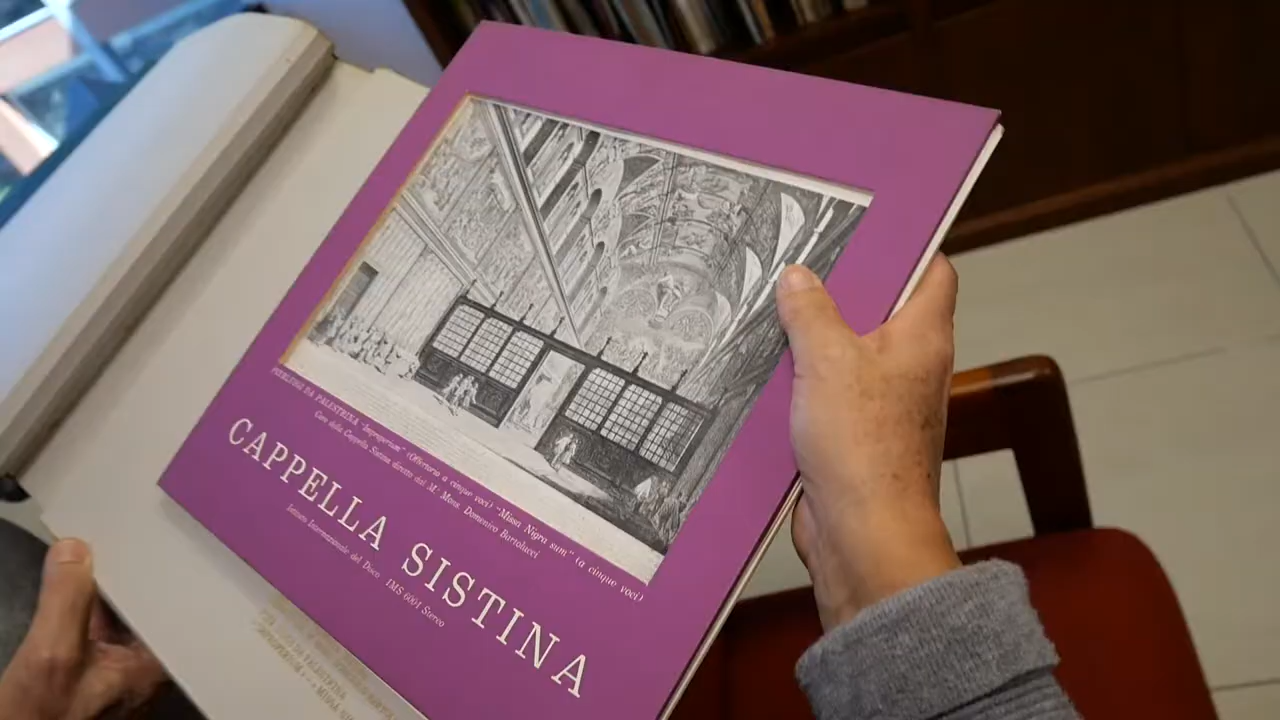 PIERLUIGI DA PALESTRINA "Improperium" (Offertorio a cinque voci) "Missa Nigra sum" (a cinque voci)
Coro della Cappella Sistina diretto dal M.º Mons. Domenico Bartolucci
CAPPELLA SISTINA
Istituto Internazionale del Disco IMS 6001 Stereo